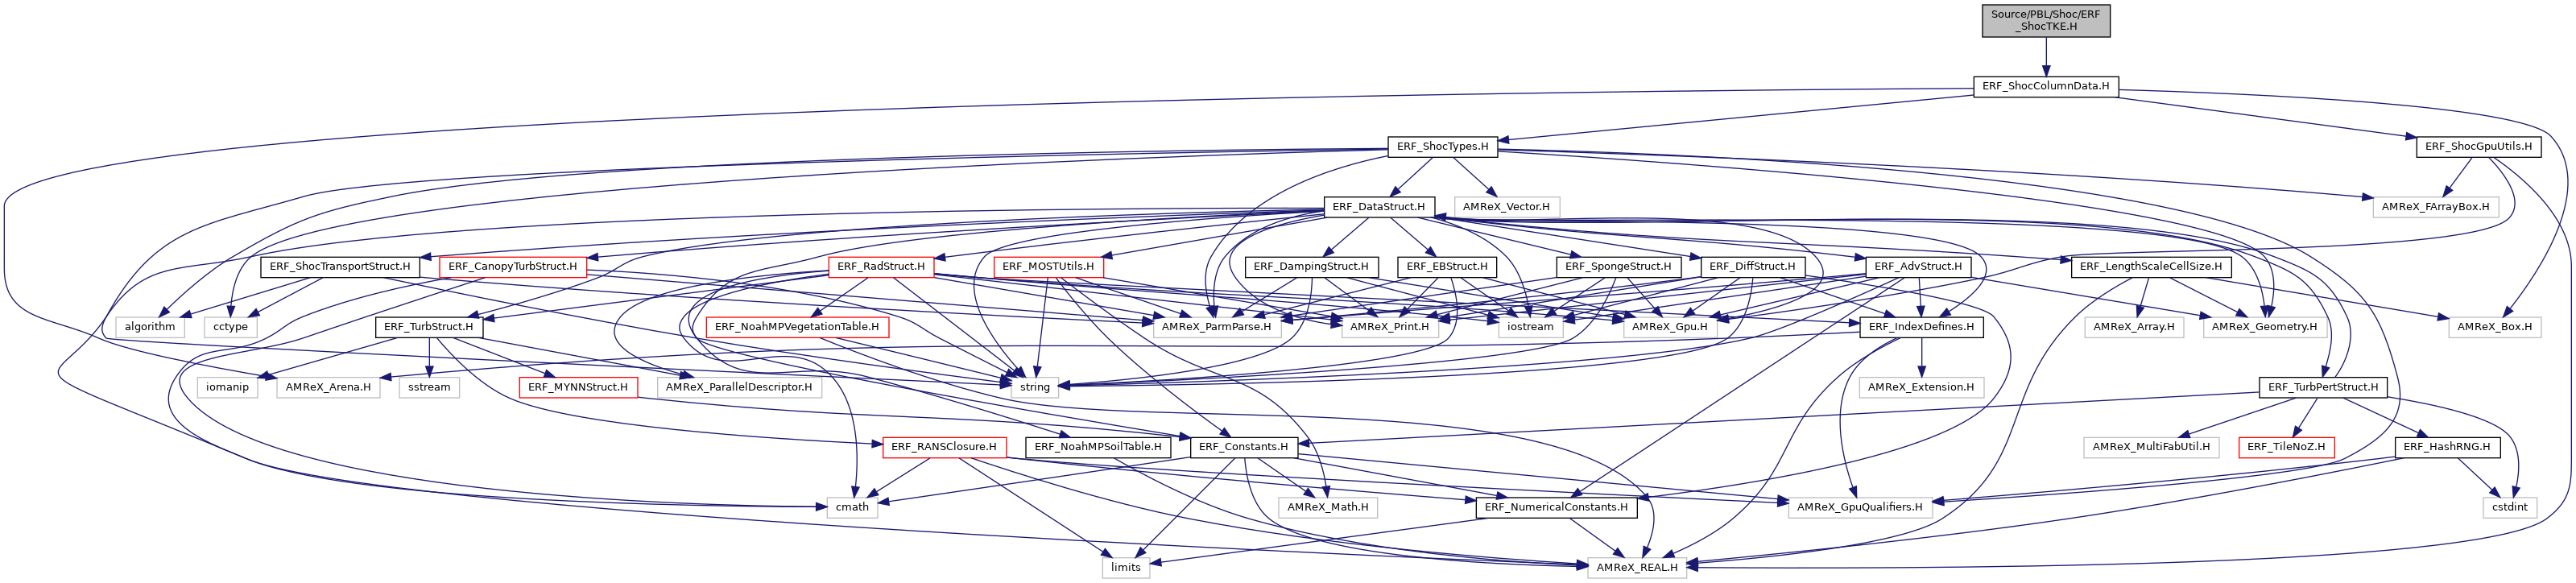 Source/PBL/Shoc/ERF
_ShocTKE.H
ERF_ShocColumnData.H
ERF_ShocTypes.H
ERF_ShocGpuUtils.H
ERF_DataStruct.H
AMReX_Vector.H
AMReX_FArrayBox.H
ERF_ShocTransportStruct.H
ERF_CanopyTurbStruct.H
ERF_RadStruct.H
ERF_MOSTUtils.H
ERF_DampingStruct.H
ERF_EBStruct.H
ERF_SpongeStruct.H
ERF_DiffStruct.H
ERF_AdvStruct.H
ERF_LengthScaleCellSize.H
algorithm
cctype
ERF_TurbStruct.H
AMReX_ParmParse.H
ERF_NoahMPVegetationTable.H
AMReX_Print.H
iostream
AMReX_Gpu.H
ERF_IndexDefines.H
AMReX_Array.H
AMReX_Geometry.H
AMReX_Box.H
iomanip
AMReX_Arena.H
sstream
ERF_MYNNStruct.H
AMReX_ParallelDescriptor.H
string
AMReX_Extension.H
ERF_TurbPertStruct.H
ERF_RANSClosure.H
ERF_NoahMPSoilTable.H
ERF_Constants.H
AMReX_MultiFabUtil.H
ERF_TileNoZ.H
ERF_HashRNG.H
cmath
AMReX_Math.H
ERF_NumericalConstants.H
AMReX_GpuQualifiers.H
cstdint
limits
AMReX_REAL.H